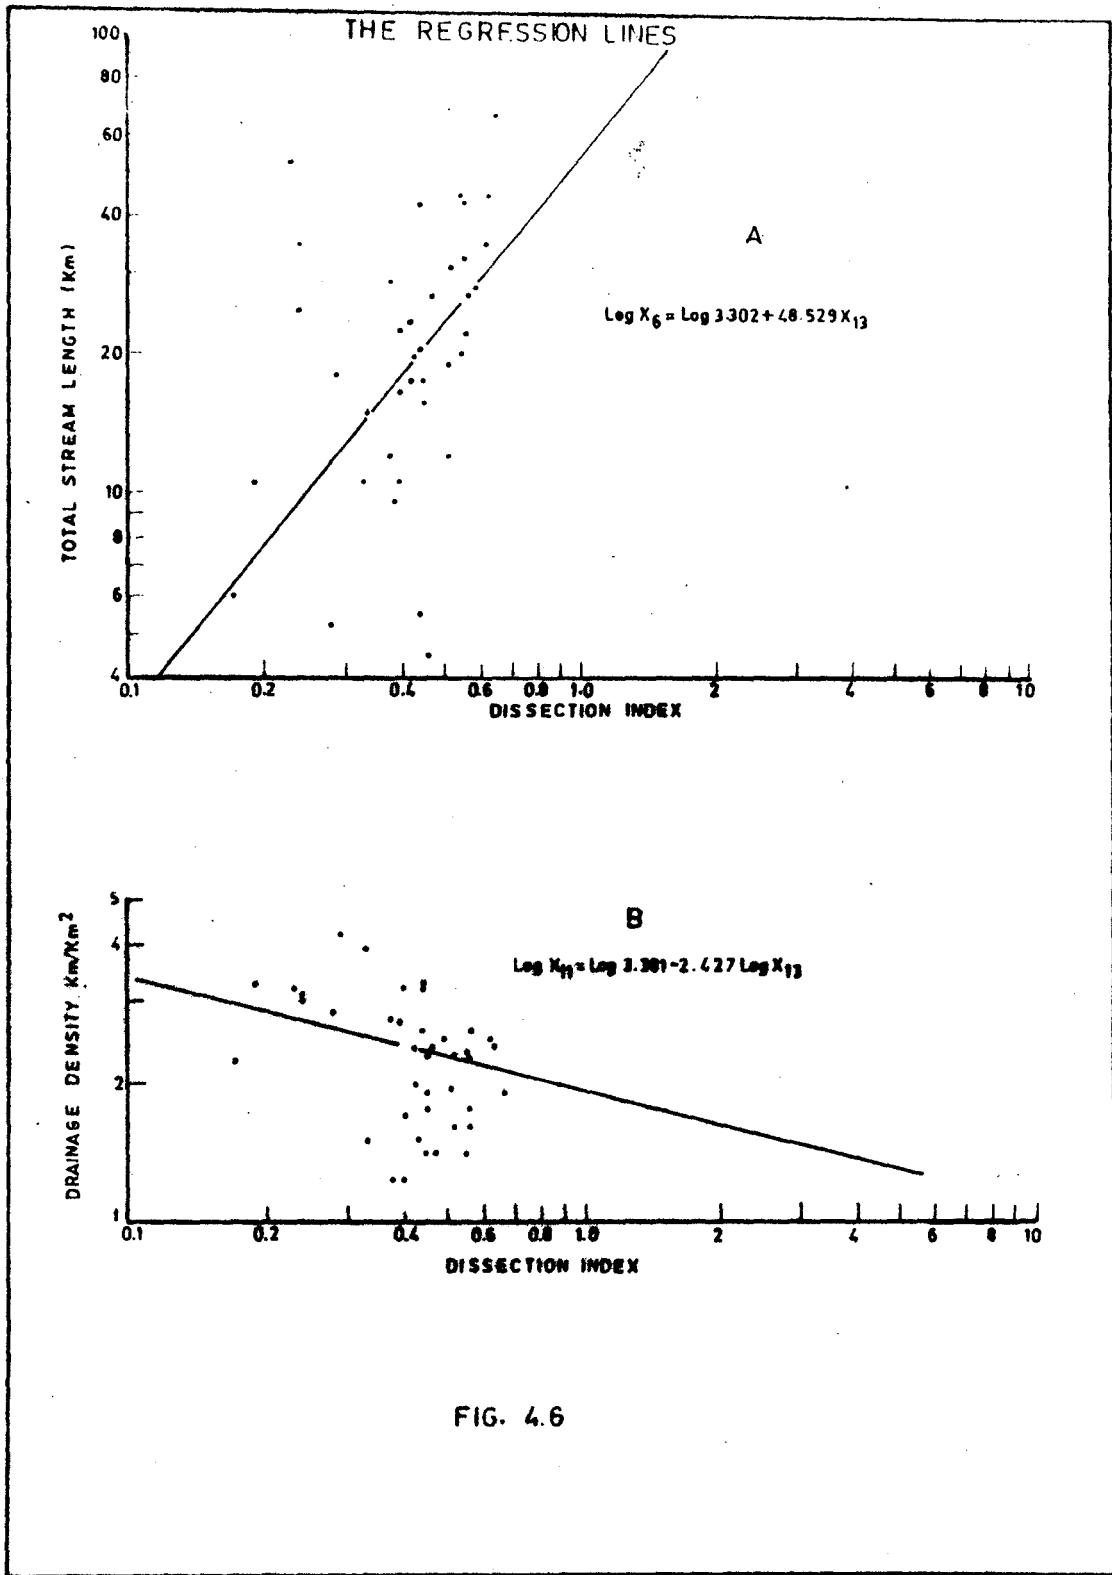 THE REGRESSION LINES
100
80
60
40
20
10
8
6
4
TOTAL STREAM LENGTH (Km)
A
Log X6 = Log 3.302 + 48.529 X13
0.1 0.2 0.4 0.6 0.8 1.0 2 4 6 8 10
DISSECTION INDEX
5
4
2
1
DRAINAGE DENSITY Km/Km²
B
Log X11 = Log 3.381-2.427 Log X13
0.1 0.2 0.4 0.6 0.8 1.0 2 4 6 8 10
DISSECTION INDEX
FIG. 4.6